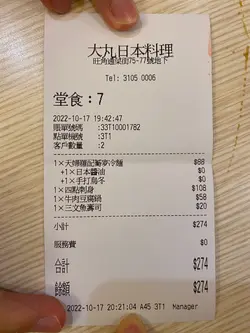 大丸日本料理
旺角通菜街75-77號地下
Tel: 3105 0006
堂食:7
2022-10-17 19:42:47
賬單號碼 :33T10001782
點單機號 :3T1
客戶數量 :2
1×天婦羅配蕎麥冷麵 $88
+1×日本醬油 $0
+1×手打烏冬 $0
1×四點刺身 $108
1×牛肉豆腐鍋 $58
1×三文魚壽司 $20
小計 $274
服務費 $0
合計 $274
餘額 $274
2022-10-17 20:21:04 A45 3T1 Manager